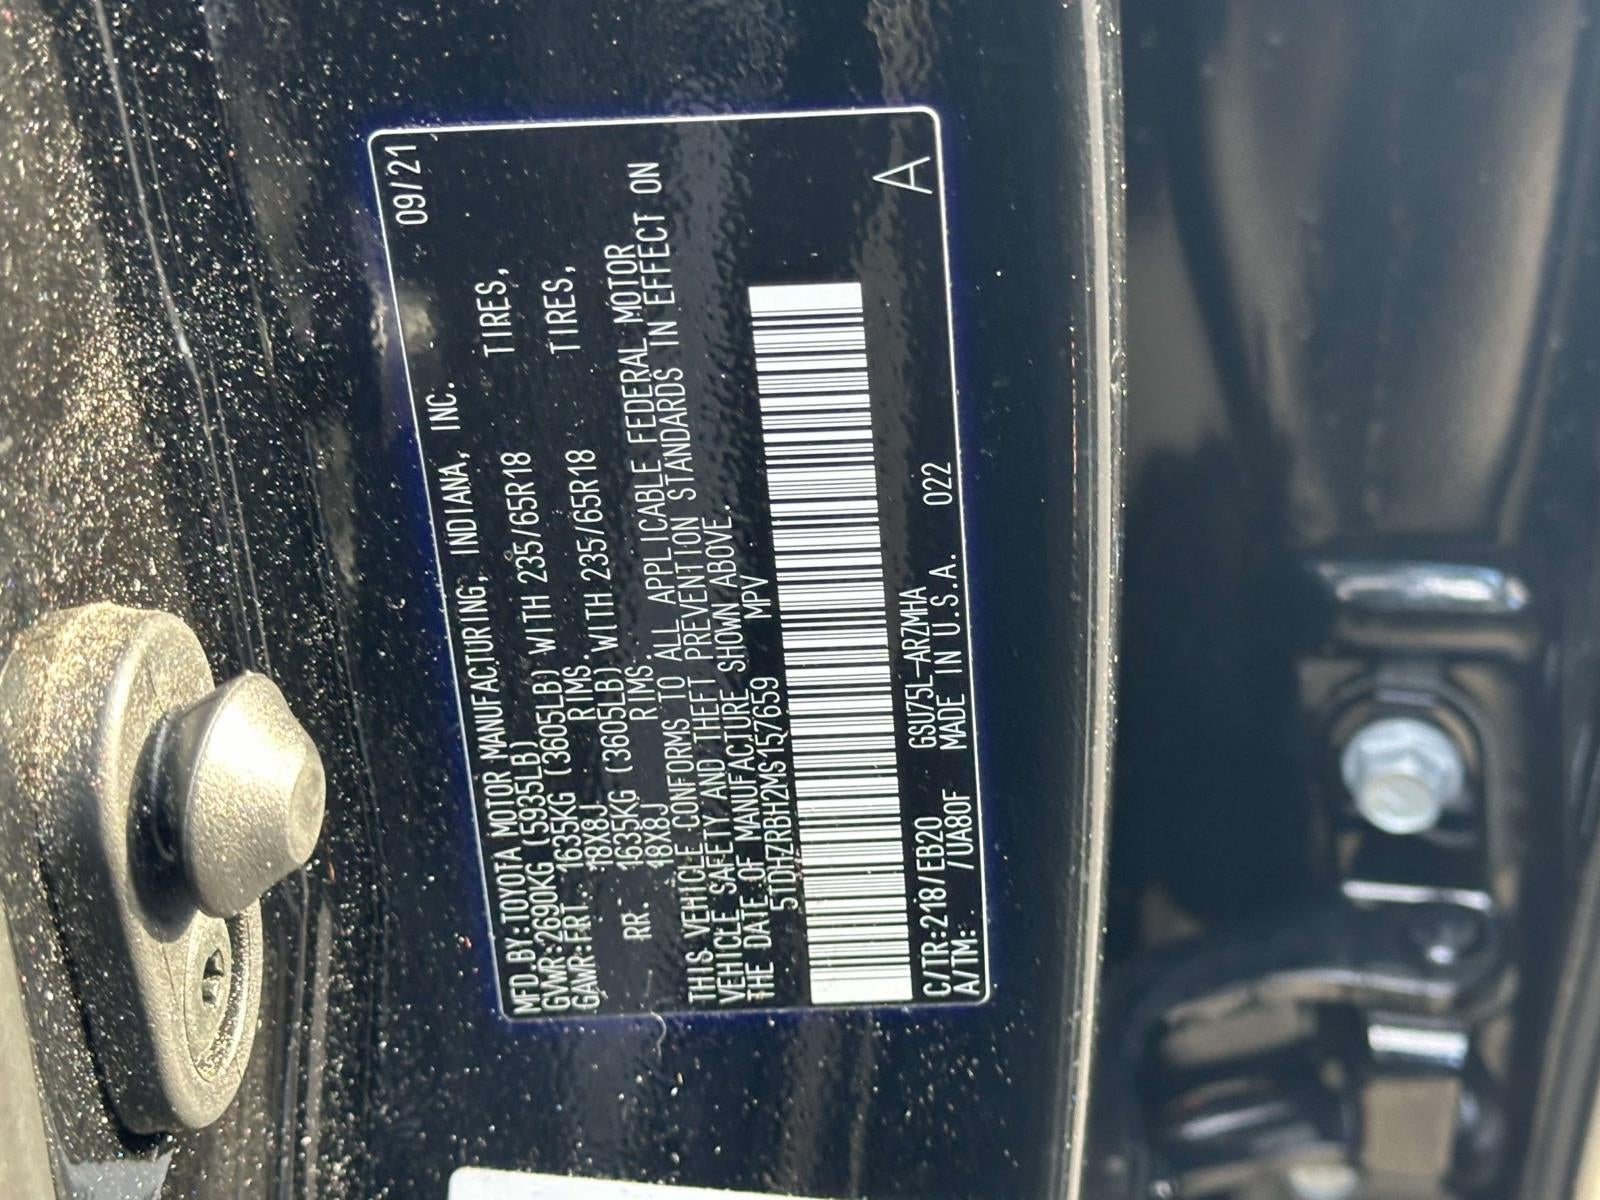 MFD.BY:TOYOTA MOTOR MANUFACTURING, INDIANA, INC. 09/21
GVWR:2690KG (5935LB)
GAWR:FRT. 1635KG (3605LB) WITH 235/65R18 TIRES,
18X8J RIMS.
RR. 1635KG (3605LB) WITH 235/65R18 TIRES,
18X8J RIMS.
THIS VEHICLE CONFORMS TO ALL APPLICABLE FEDERAL MOTOR
VEHICLE SAFETY AND THEFT PREVENTION STANDARDS IN EFFECT ON
THE DATE OF MANUFACTURE SHOWN ABOVE.
5TDHZRBH2MS157659 MPV
C/TR:218/EB20 GSU75L-ARZMHA
A/TM: /UA80F MADE IN U.S.A. 022 A